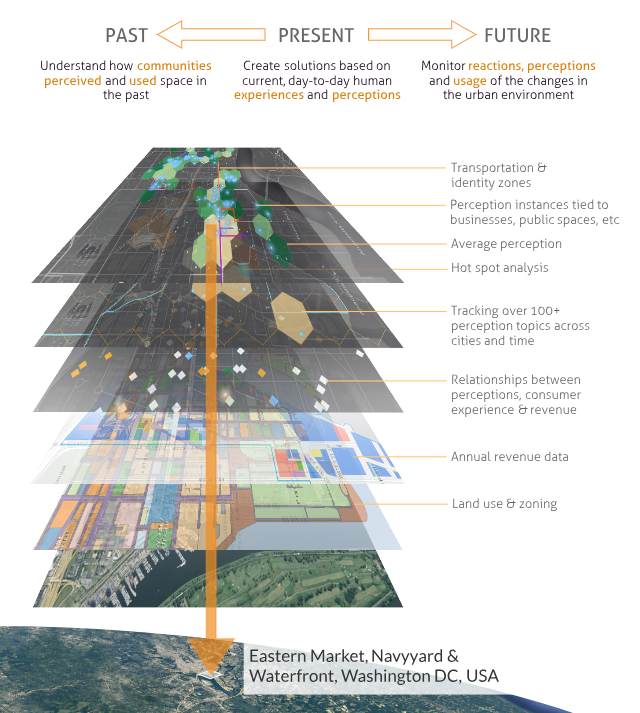 PAST
PRESENT
FUTURE
Understand how communities
perceived and used space in
the past
Create solutions based on
current, day-to-day human
experiences and perceptions
Monitor reactions, perceptions
and usage of the changes in
the urban environment
Transportation &
identity zones
Perception instances tied to
businesses, public spaces, etc
Average perception
Hot spot analysis
Tracking over 100+
perception topics across
cities and time
Relationships between
perceptions, consumer
experience & revenue
Annual revenue data
Land use & zoning
Eastern Market, Navyyard &
Waterfront, Washington DC, USA